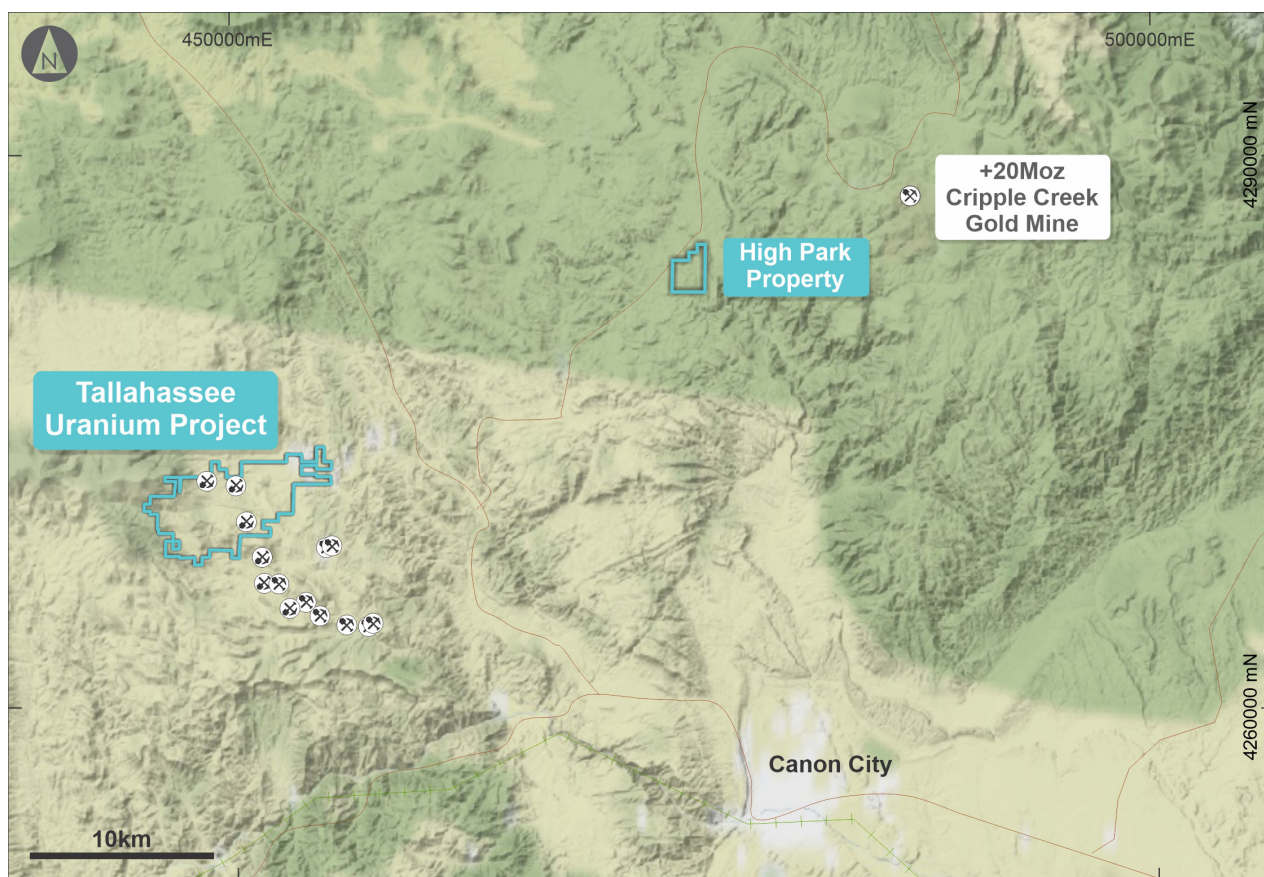 N
450000mE
500000mE
4290000 mN
+20Moz
Cripple Creek
Gold Mine
High Park
Property
Tallahassee
Uranium Project
4260000 mN
Canon City
10km